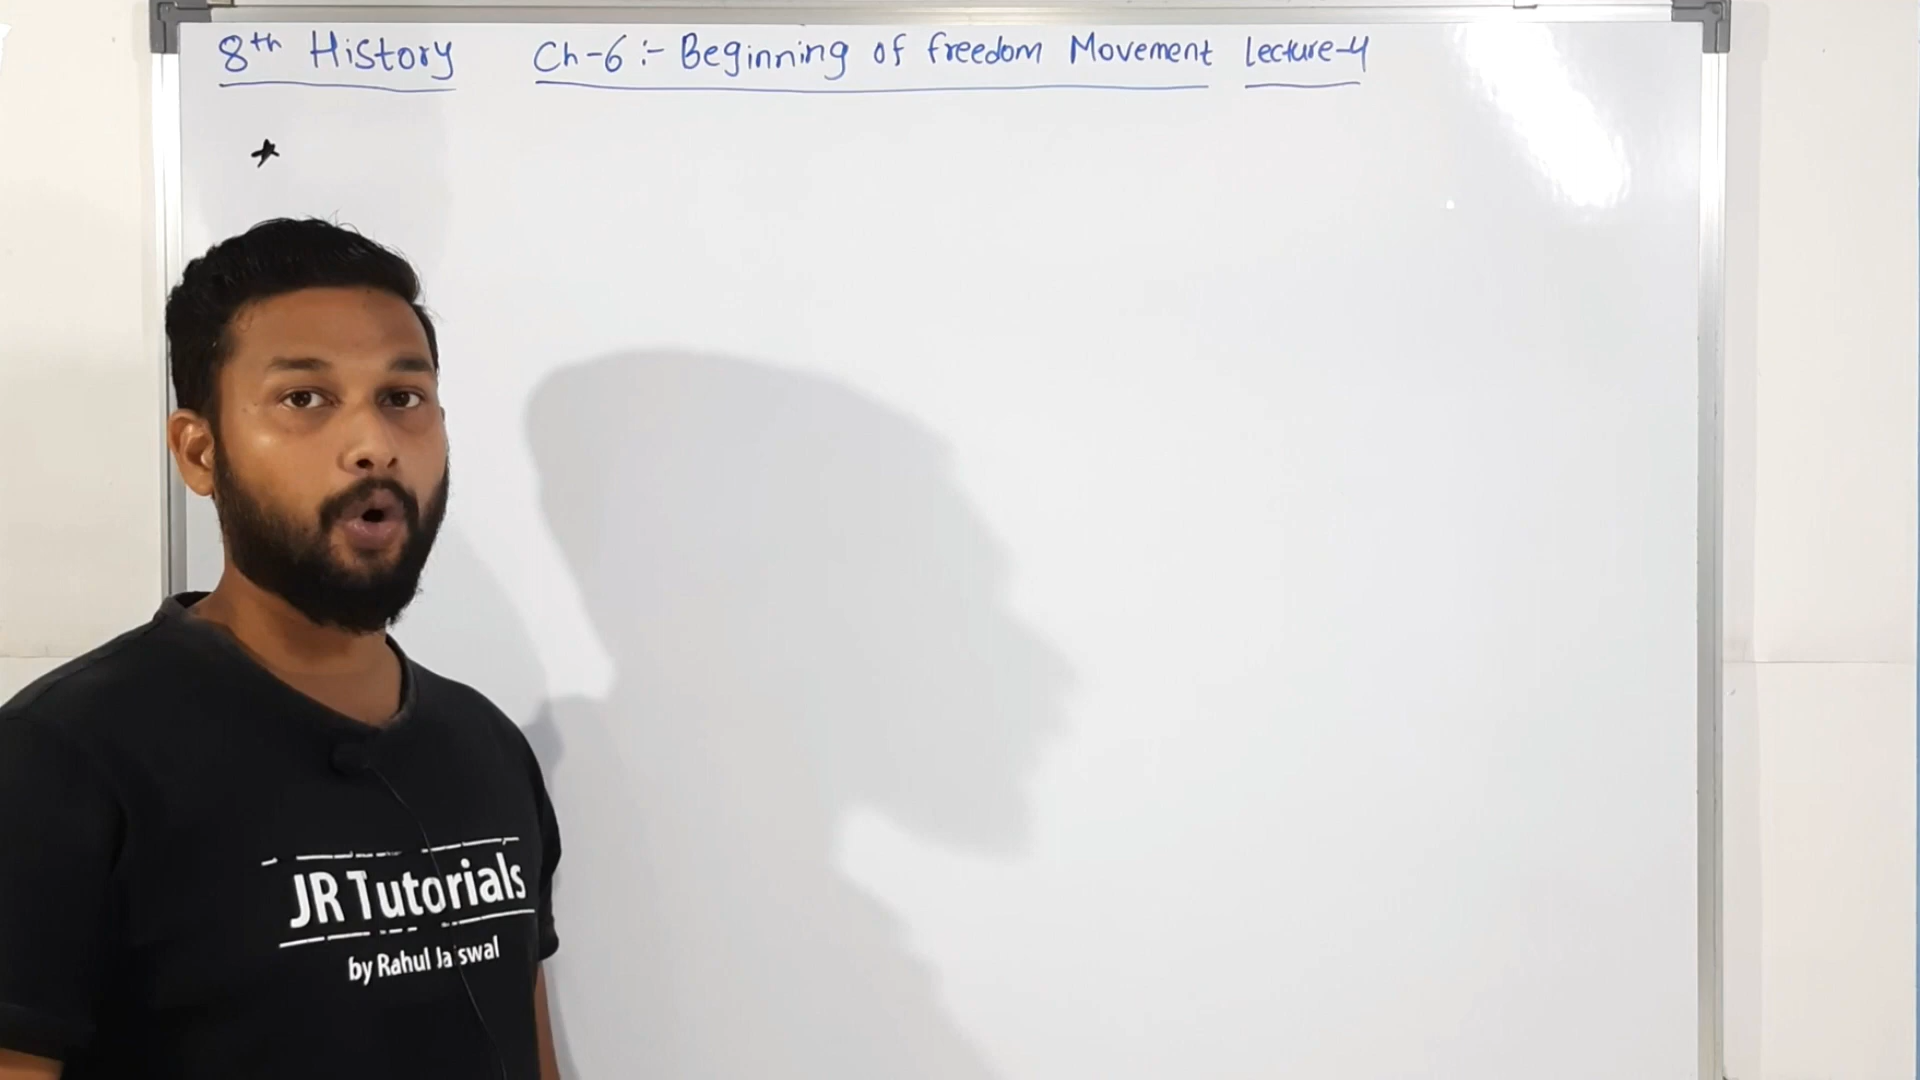 8th History Ch-6 :- Beginning of freedom Movement Lecture-4
JR Tutorials
by Rahul Jaiswal